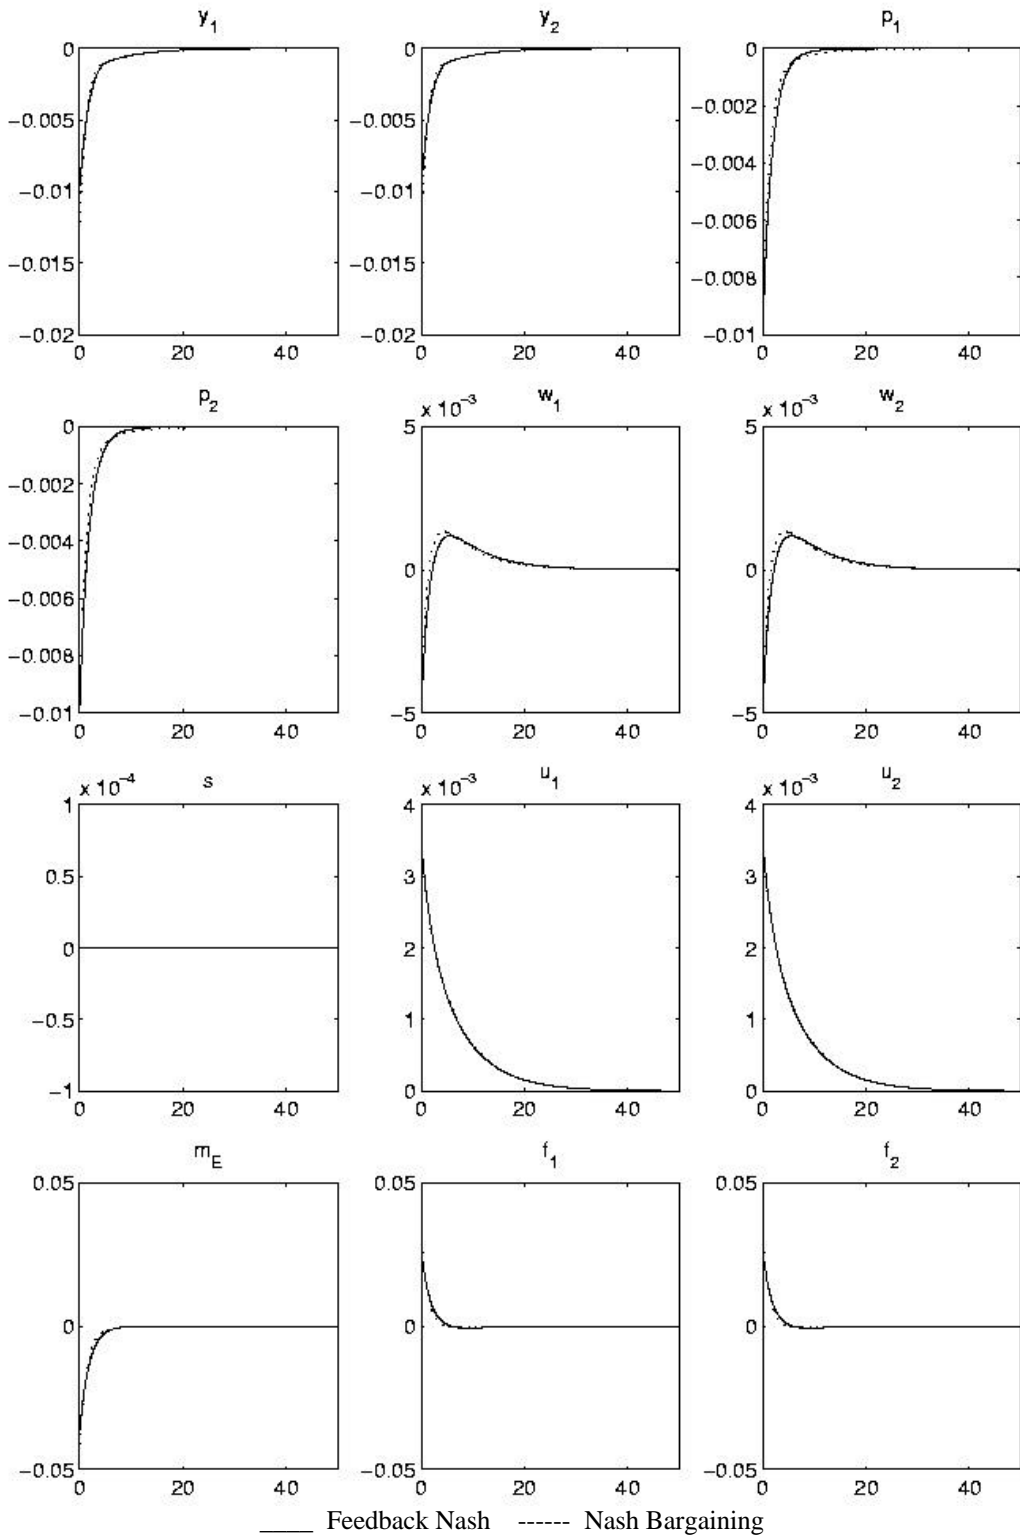 y₁ y₂ p₁
0 0 0
−0.005 −0.005 −0.002
−0.01 −0.01 −0.004
−0.015 −0.015 −0.006
−0.02 −0.02 −0.008
−0.01
0 20 40 0 20 40 0 20 40
p₂ w₁ w₂
x 10⁻³ x 10⁻³
0 5 5
−0.002
−0.004 0 0
−0.006
−0.008
−0.01 −5 −5
0 20 40 0 20 40 0 20 40
s u₁ u₂
x 10⁻⁴ x 10⁻³ x 10⁻³
1 4 4
0.5 3 3
0 2 2
−0.5 1 1
−1 0 0
0 20 40 0 20 40 0 20 40
m_E f₁ f₂
0.05 0.05 0.05
0 0 0
−0.05 −0.05 −0.05
0 20 40 0 20 40 0 20 40
____ Feedback Nash ------ Nash Bargaining